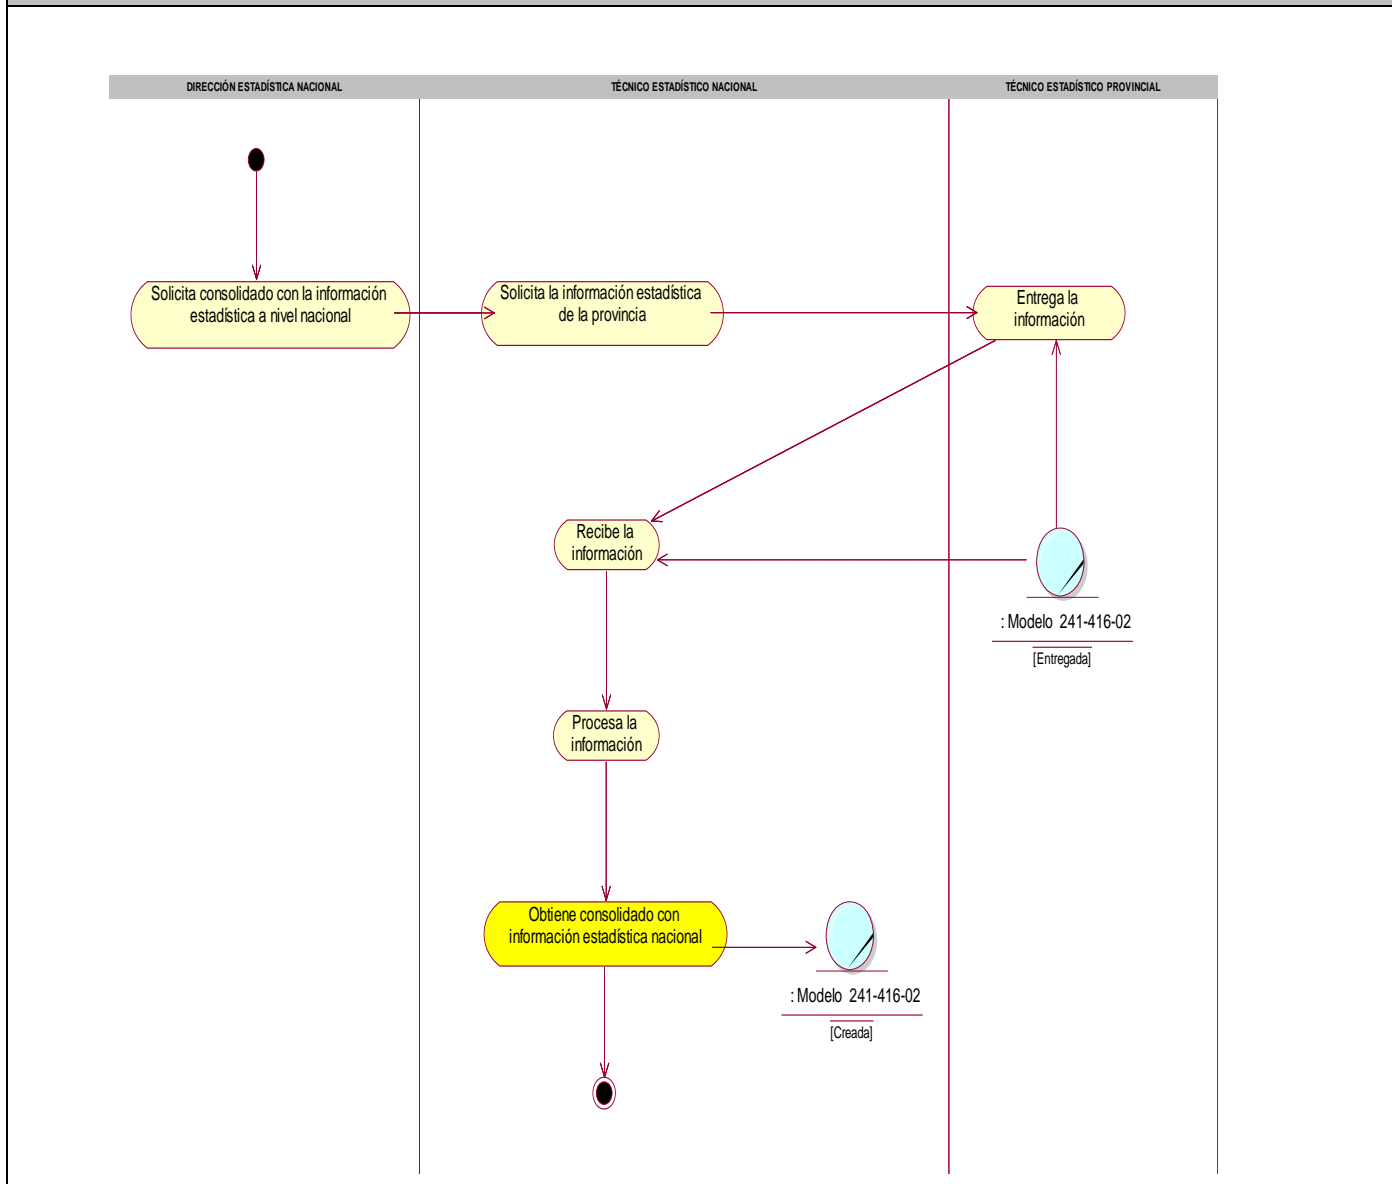 DIRECCIÓN ESTADÍSTICA NACIONAL
TÉCNICO ESTADÍSTICO NACIONAL
TÉCNICO ESTADÍSTICO PROVINCIAL
Solicita consolidado con la información
estadística a nivel nacional
Solicita la información estadística
de la provincia
Entrega la
información
Recibe la
información
: Modelo 241-416-02
[Entregada]
Procesa la
información
Obtiene consolidado con
información estadística nacional
: Modelo 241-416-02
[Creada]